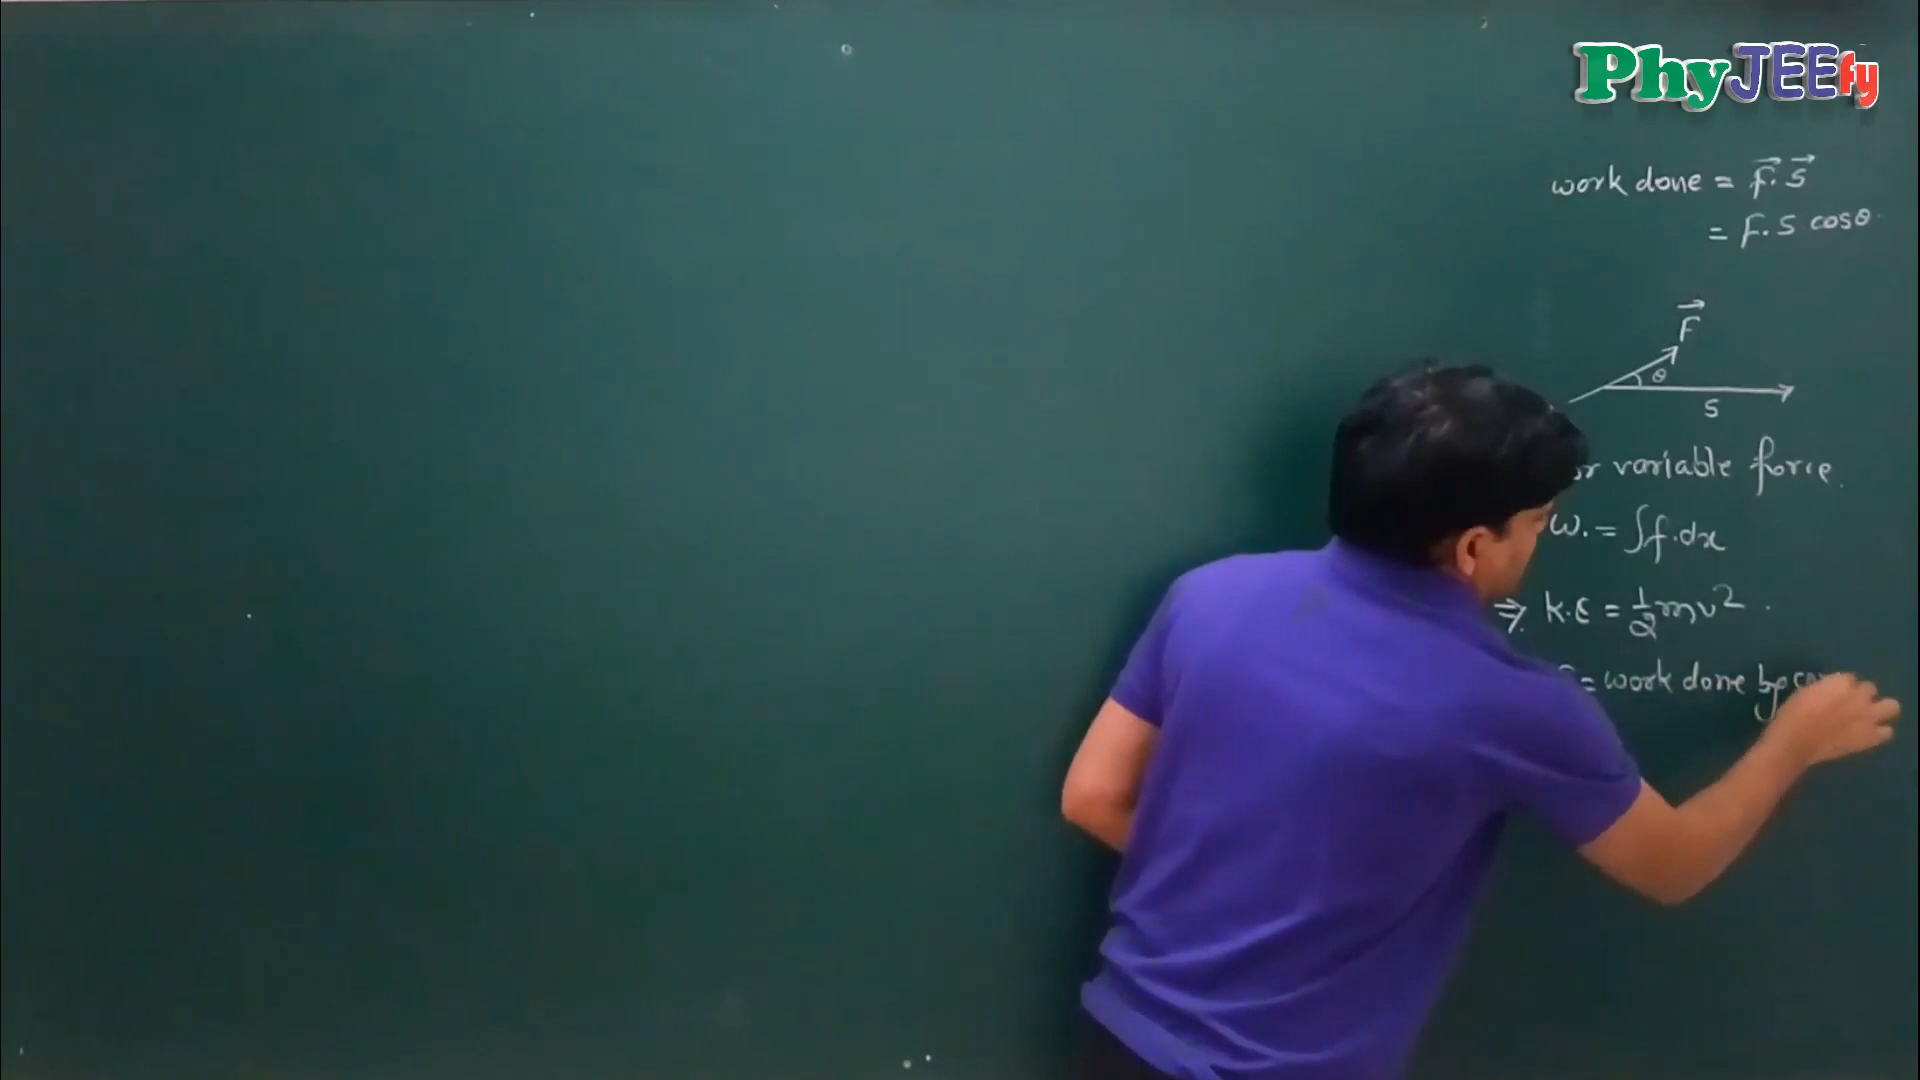 PhyJEEfy
work done = F⃗.S⃗
= F.S cosθ.
F⃗
θ
S
variable force.
W. = ∫f.dx
⇒ K.E = ½mv² .
= work done by